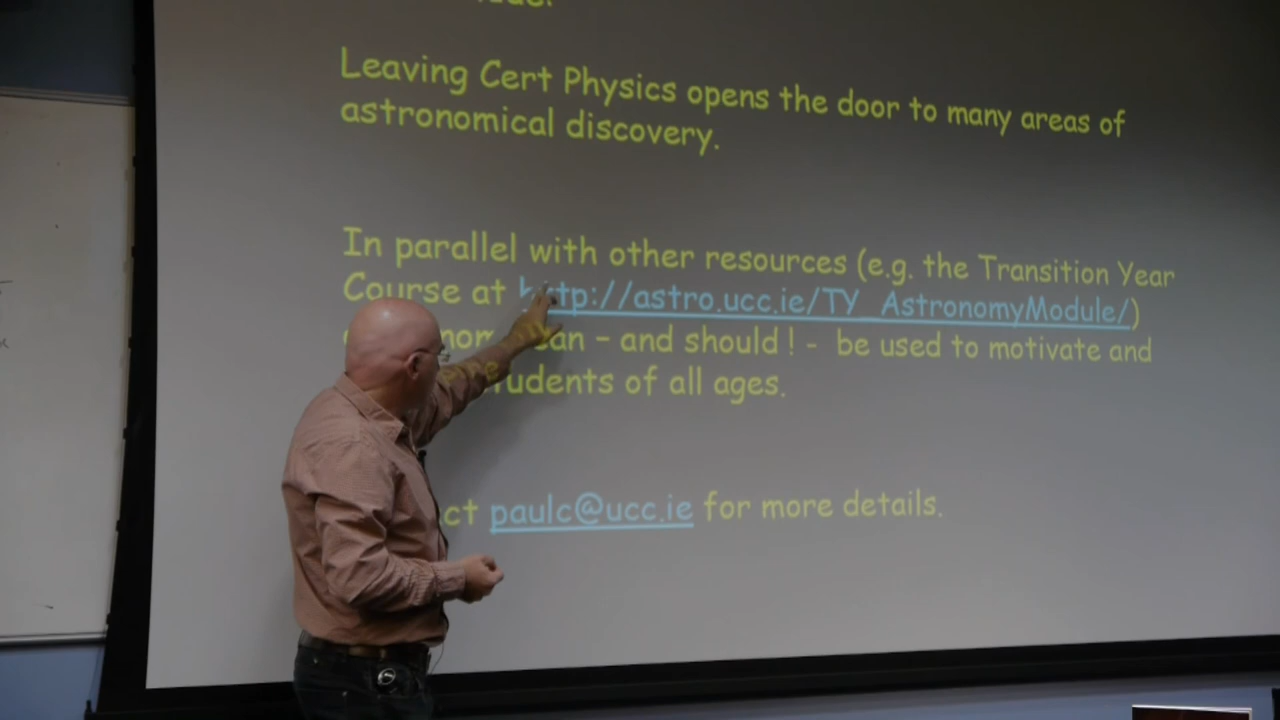 Leaving Cert Physics opens the door to many areas of
astronomical discovery.
In parallel with other resources (e.g. the Transition Year
Course at http://astro.ucc.ie/TY_AstronomyModule/)
– and should ! - be used to motivate and
students of all ages.
paulc@ucc.ie for more details.